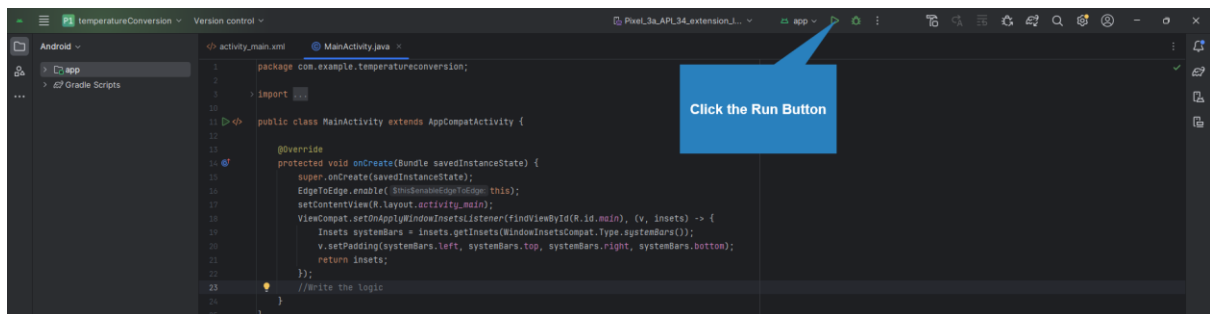 P1 temperatureConversion Version control Pixel_3a_API_34_extension_l... app
Android
activity_main.xml MainActivity.java
app
Gradle Scripts
1 package com.example.temperatureconversion;
2
3 import ...
10
11 public class MainActivity extends AppCompatActivity {
12
13 @Override
14 protected void onCreate(Bundle savedInstanceState) {
15 super.onCreate(savedInstanceState);
16 EdgeToEdge.enable( $this$enableEdgeToEdge: this);
17 setContentView(R.layout.activity_main);
18 ViewCompat.setOnApplyWindowInsetsListener(findViewById(R.id.main), (v, insets) -> {
19 Insets systemBars = insets.getInsets(WindowInsetsCompat.Type.systemBars());
20 v.setPadding(systemBars.left, systemBars.top, systemBars.right, systemBars.bottom);
21 return insets;
22 });
23 //Write the logic
24 }
Click the Run Button